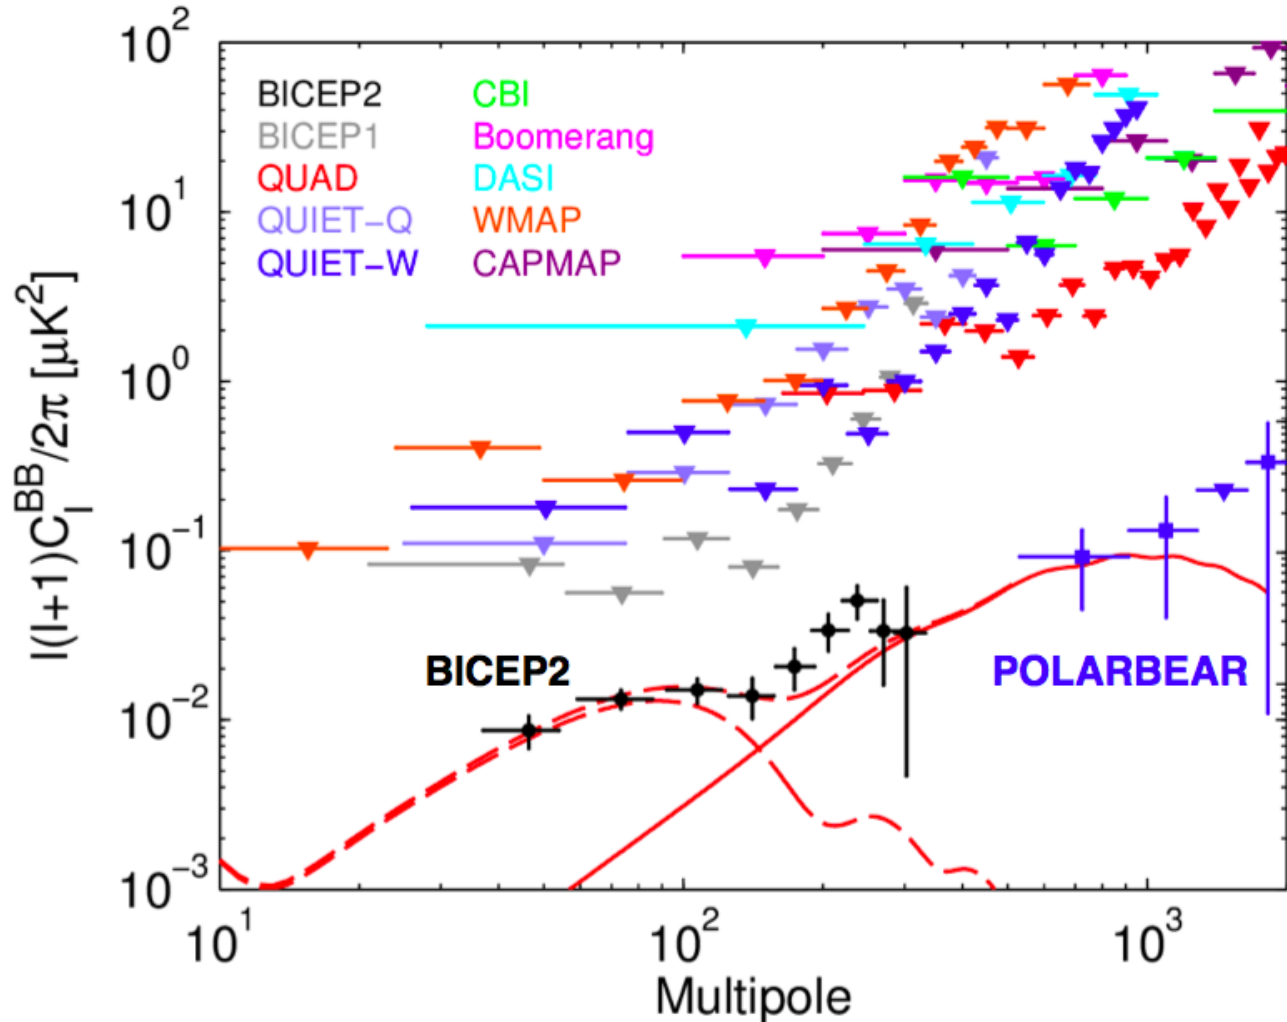 10^2
10^1
10^0
10^−1
10^−2
10^−3
l(l+1)C_l^BB/2π [μK^2]
BICEP2
BICEP1
QUAD
QUIET−Q
QUIET−W
CBI
Boomerang
DASI
WMAP
CAPMAP
BICEP2
POLARBEAR
10^1
10^2
10^3
Multipole